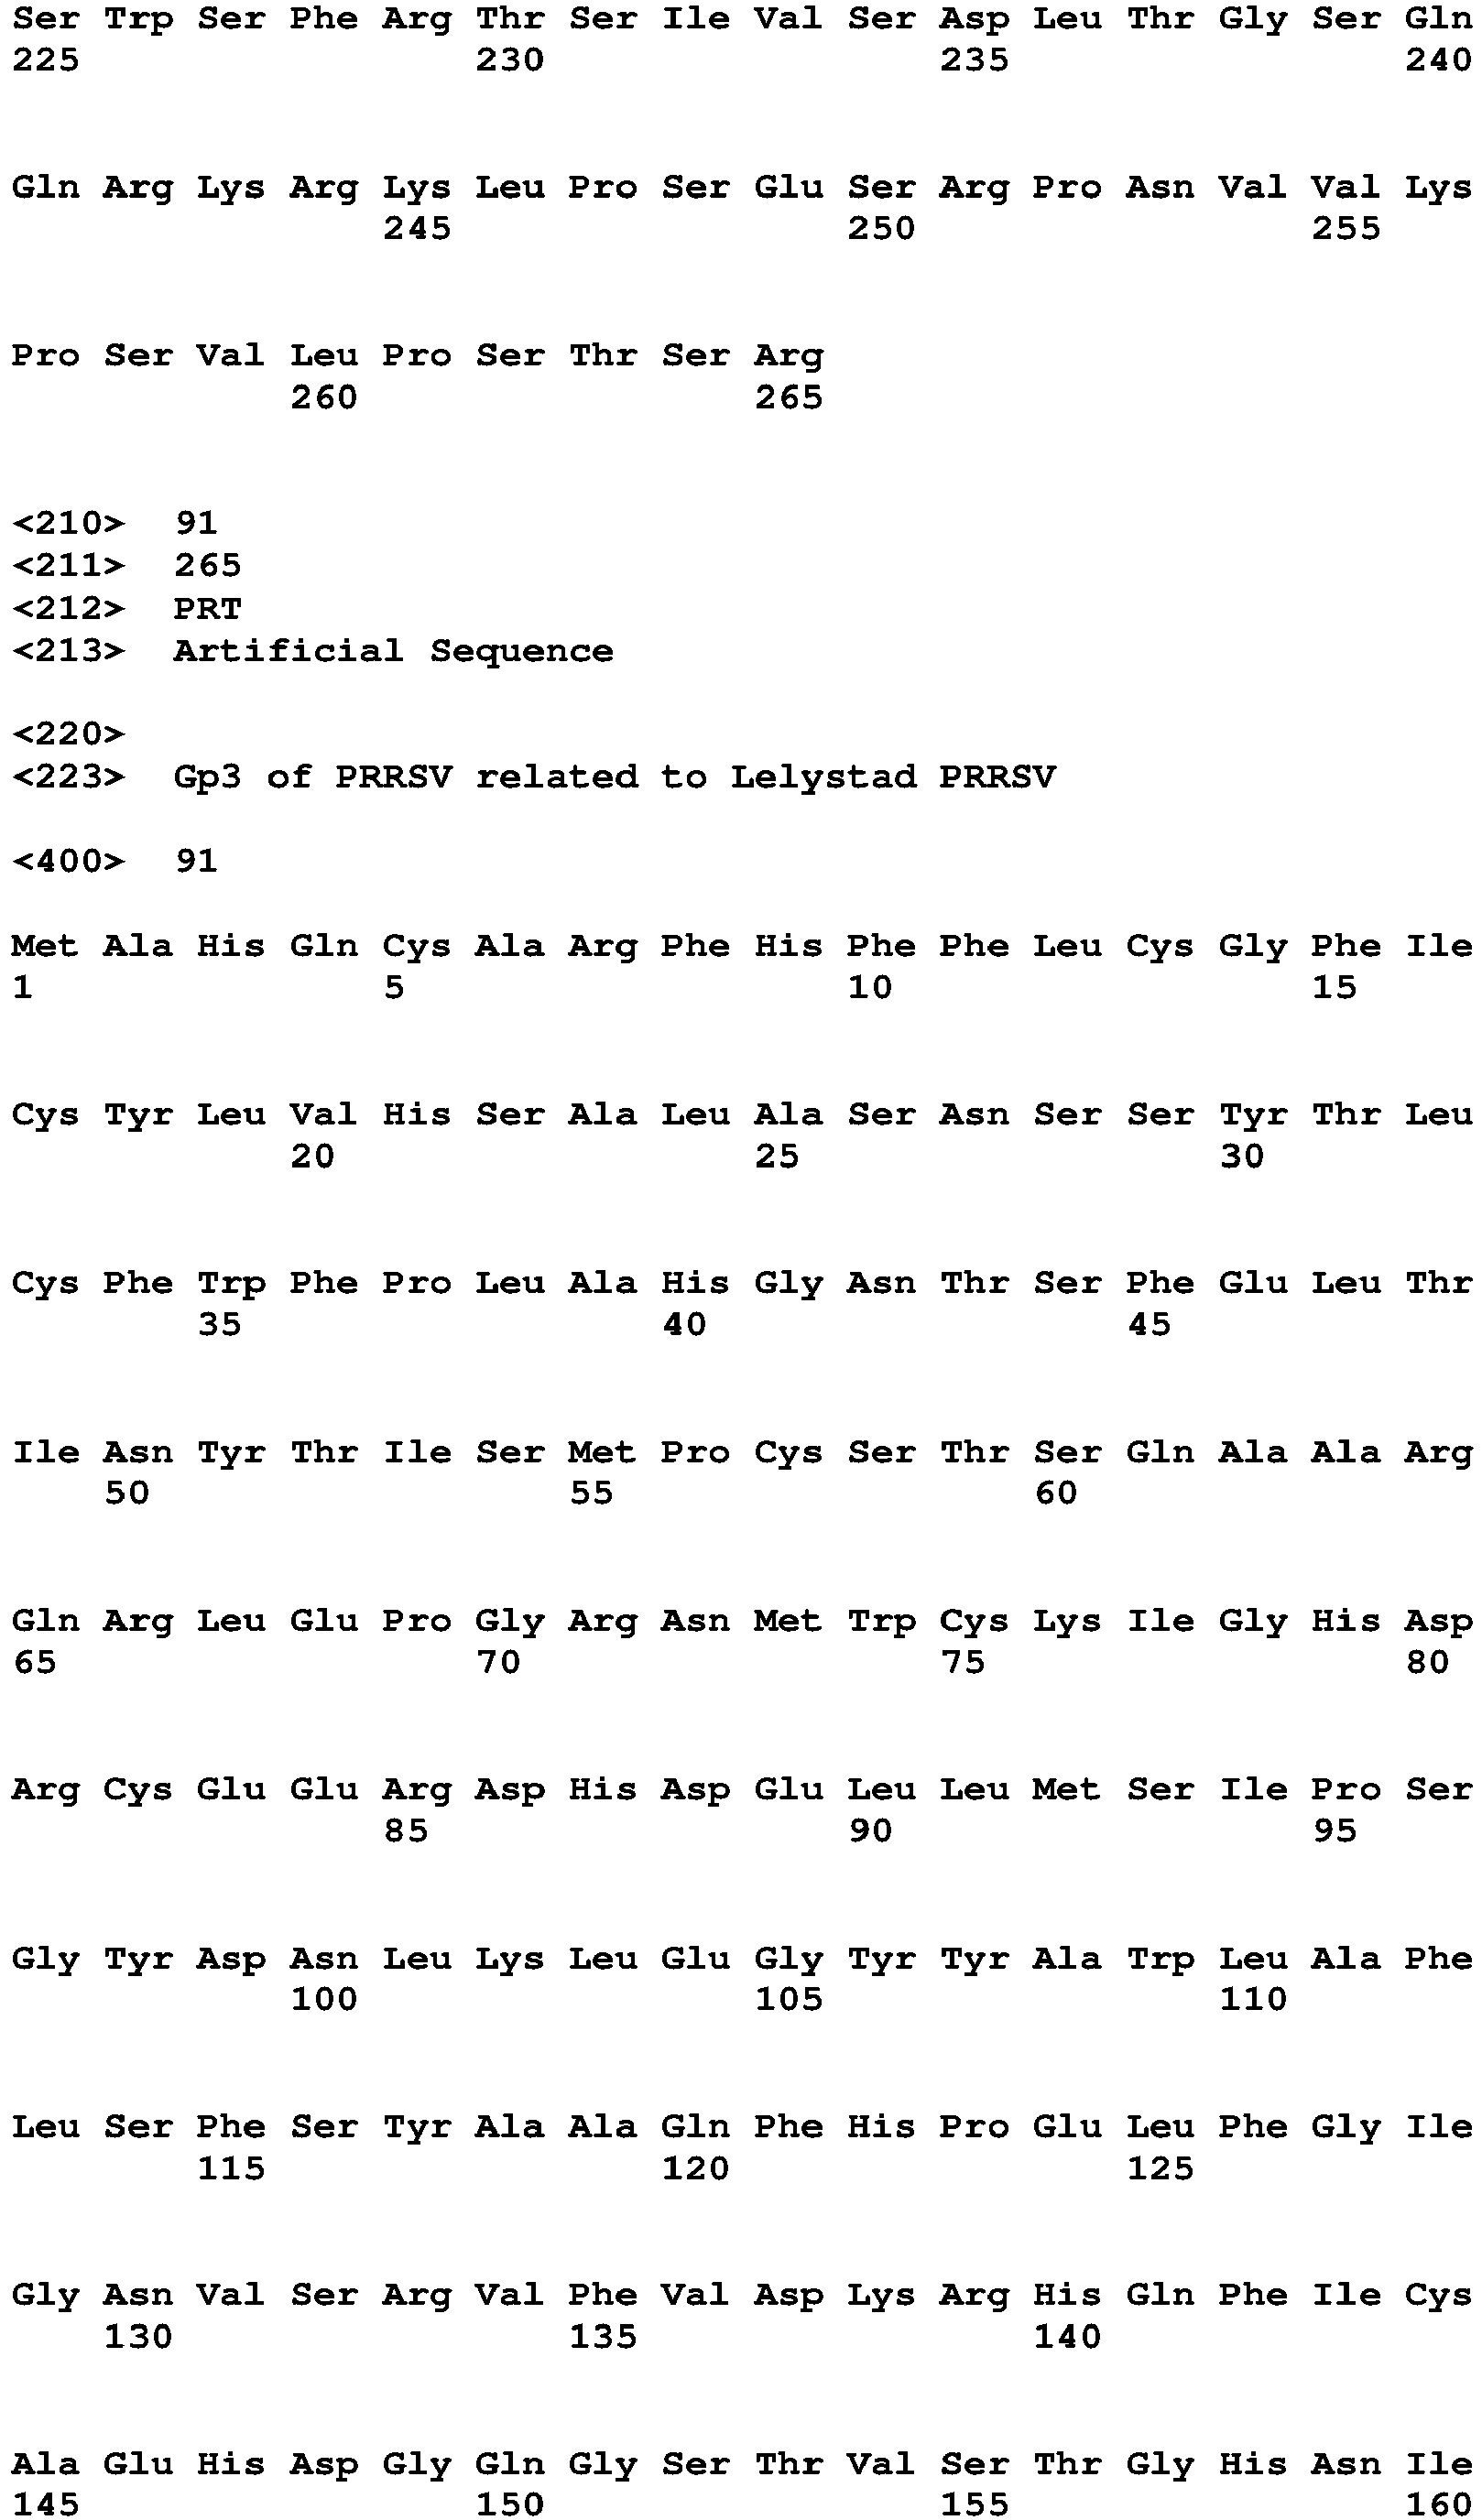 Ser Trp Ser Phe Arg Thr Ser Ile Val Ser Asp Leu Thr Gly Ser Gln
225 230 235 240
Gln Arg Lys Arg Lys Leu Pro Ser Glu Ser Arg Pro Asn Val Val Lys
245 250 255
Pro Ser Val Leu Pro Ser Thr Ser Arg
260 265
<210> 91
<211> 265
<212> PRT
<213> Artificial Sequence
<220>
<223> Gp3 of PRRSV related to Lelystad PRRSV
<400> 91
Met Ala His Gln Cys Ala Arg Phe His Phe Phe Leu Cys Gly Phe Ile
1 5 10 15
Cys Tyr Leu Val His Ser Ala Leu Ala Ser Asn Ser Ser Tyr Thr Leu
20 25 30
Cys Phe Trp Phe Pro Leu Ala His Gly Asn Thr Ser Phe Glu Leu Thr
35 40 45
Ile Asn Tyr Thr Ile Ser Met Pro Cys Ser Thr Ser Gln Ala Ala Arg
50 55 60
Gln Arg Leu Glu Pro Gly Arg Asn Met Trp Cys Lys Ile Gly His Asp
65 70 75 80
Arg Cys Glu Glu Arg Asp His Asp Glu Leu Leu Met Ser Ile Pro Ser
85 90 95
Gly Tyr Asp Asn Leu Lys Leu Glu Gly Tyr Tyr Ala Trp Leu Ala Phe
100 105 110
Leu Ser Phe Ser Tyr Ala Ala Gln Phe His Pro Glu Leu Phe Gly Ile
115 120 125
Gly Asn Val Ser Arg Val Phe Val Asp Lys Arg His Gln Phe Ile Cys
130 135 140
Ala Glu His Asp Gly Gln Gly Ser Thr Val Ser Thr Gly His Asn Ile
145 150 155 160